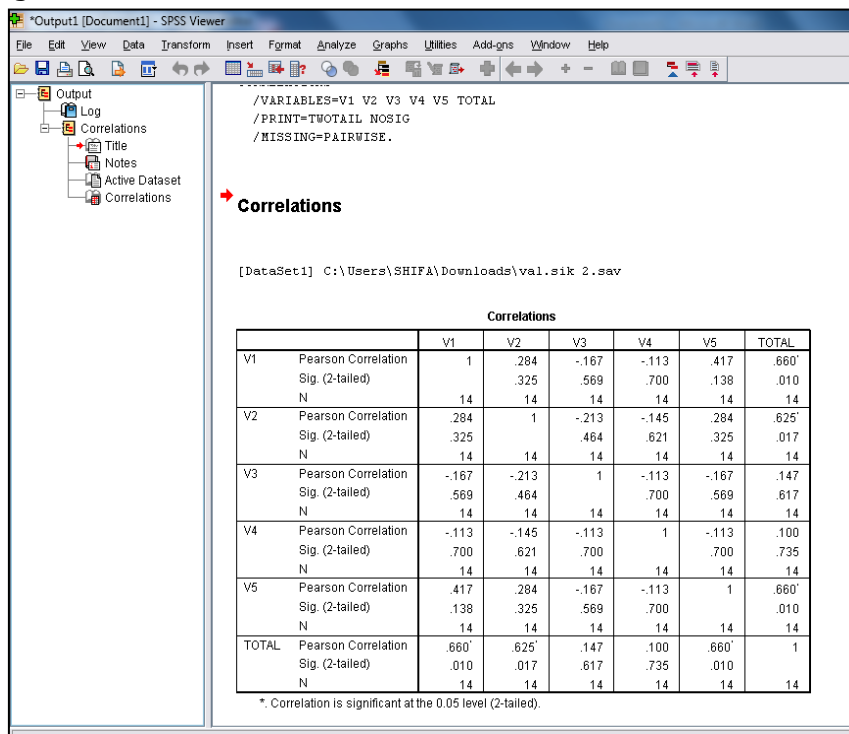 *Output1 [Document1] - SPSS Viewer
File Edit View Data Transform Insert Format Analyze Graphs Utilities Add-ons Window Help
Output
Log
Correlations
Title
Notes
Active Dataset
Correlations
/VARIABLES=V1 V2 V3 V4 V5 TOTAL
/PRINT=TWOTAIL NOSIG
/MISSING=PAIRWISE.
Correlations
[DataSet1] C:\Users\SHIFA\Downloads\val.sik 2.sav
Correlations
V1 V2 V3 V4 V5 TOTAL
V1 Pearson Correlation 1 .284 -.167 -.113 .417 .660*
Sig. (2-tailed) .325 .569 .700 .138 .010
N 14 14 14 14 14 14
V2 Pearson Correlation .284 1 -.213 -.145 .284 .625*
Sig. (2-tailed) .325 .464 .621 .325 .017
N 14 14 14 14 14 14
V3 Pearson Correlation -.167 -.213 1 -.113 -.167 .147
Sig. (2-tailed) .569 .464 .700 .569 .617
N 14 14 14 14 14 14
V4 Pearson Correlation -.113 -.145 -.113 1 -.113 .100
Sig. (2-tailed) .700 .621 .700 .700 .735
N 14 14 14 14 14 14
V5 Pearson Correlation .417 .284 -.167 -.113 1 .660*
Sig. (2-tailed) .138 .325 .569 .700 .010
N 14 14 14 14 14 14
TOTAL Pearson Correlation .660* .625* .147 .100 .660* 1
Sig. (2-tailed) .010 .017 .617 .735 .010
N 14 14 14 14 14 14
*. Correlation is significant at the 0.05 level (2-tailed).